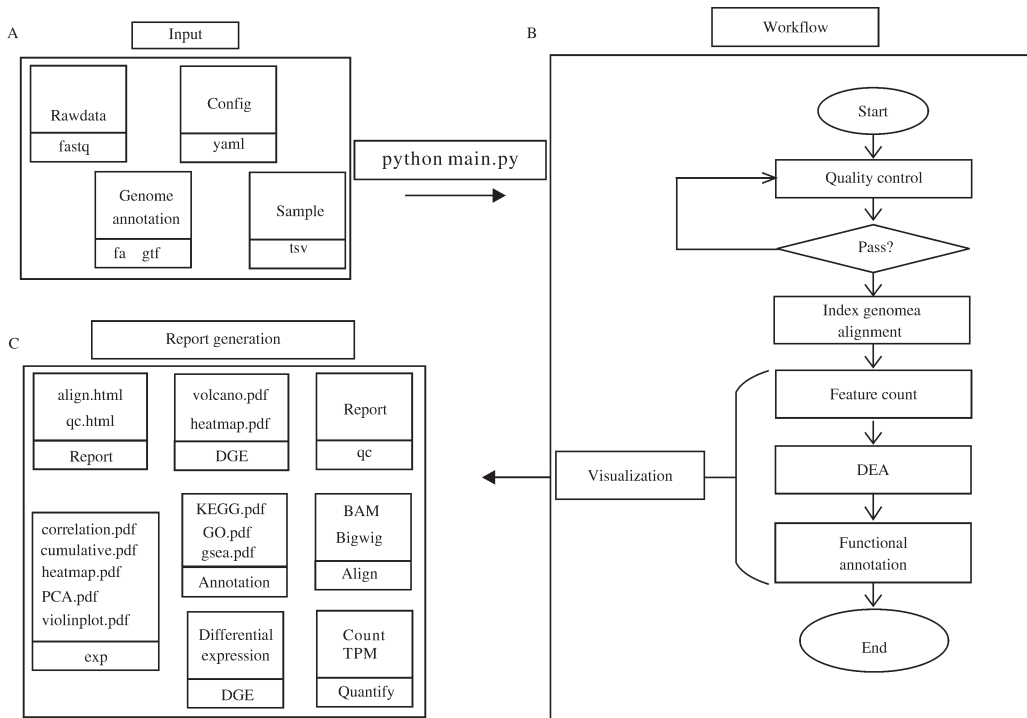 A
Input
Rawdata
fastq
Config
yaml
Genome
annotation
fa gtf
Sample
tsv
python main.py
B
Workflow
Start
Quality control
Pass?
Index genomea
alignment
Feature count
DEA
Functional
annotation
End
Visualization
C
Report generation
align.html
qc.html
Report
volcano.pdf
heatmap.pdf
DGE
Report
qc
correlation.pdf
cumulative.pdf
heatmap.pdf
PCA.pdf
violinplot.pdf
exp
KEGG.pdf
GO.pdf
gsea.pdf
Annotation
BAM
Bigwig
Align
Differential
expression
DGE
Count
TPM
Quantify